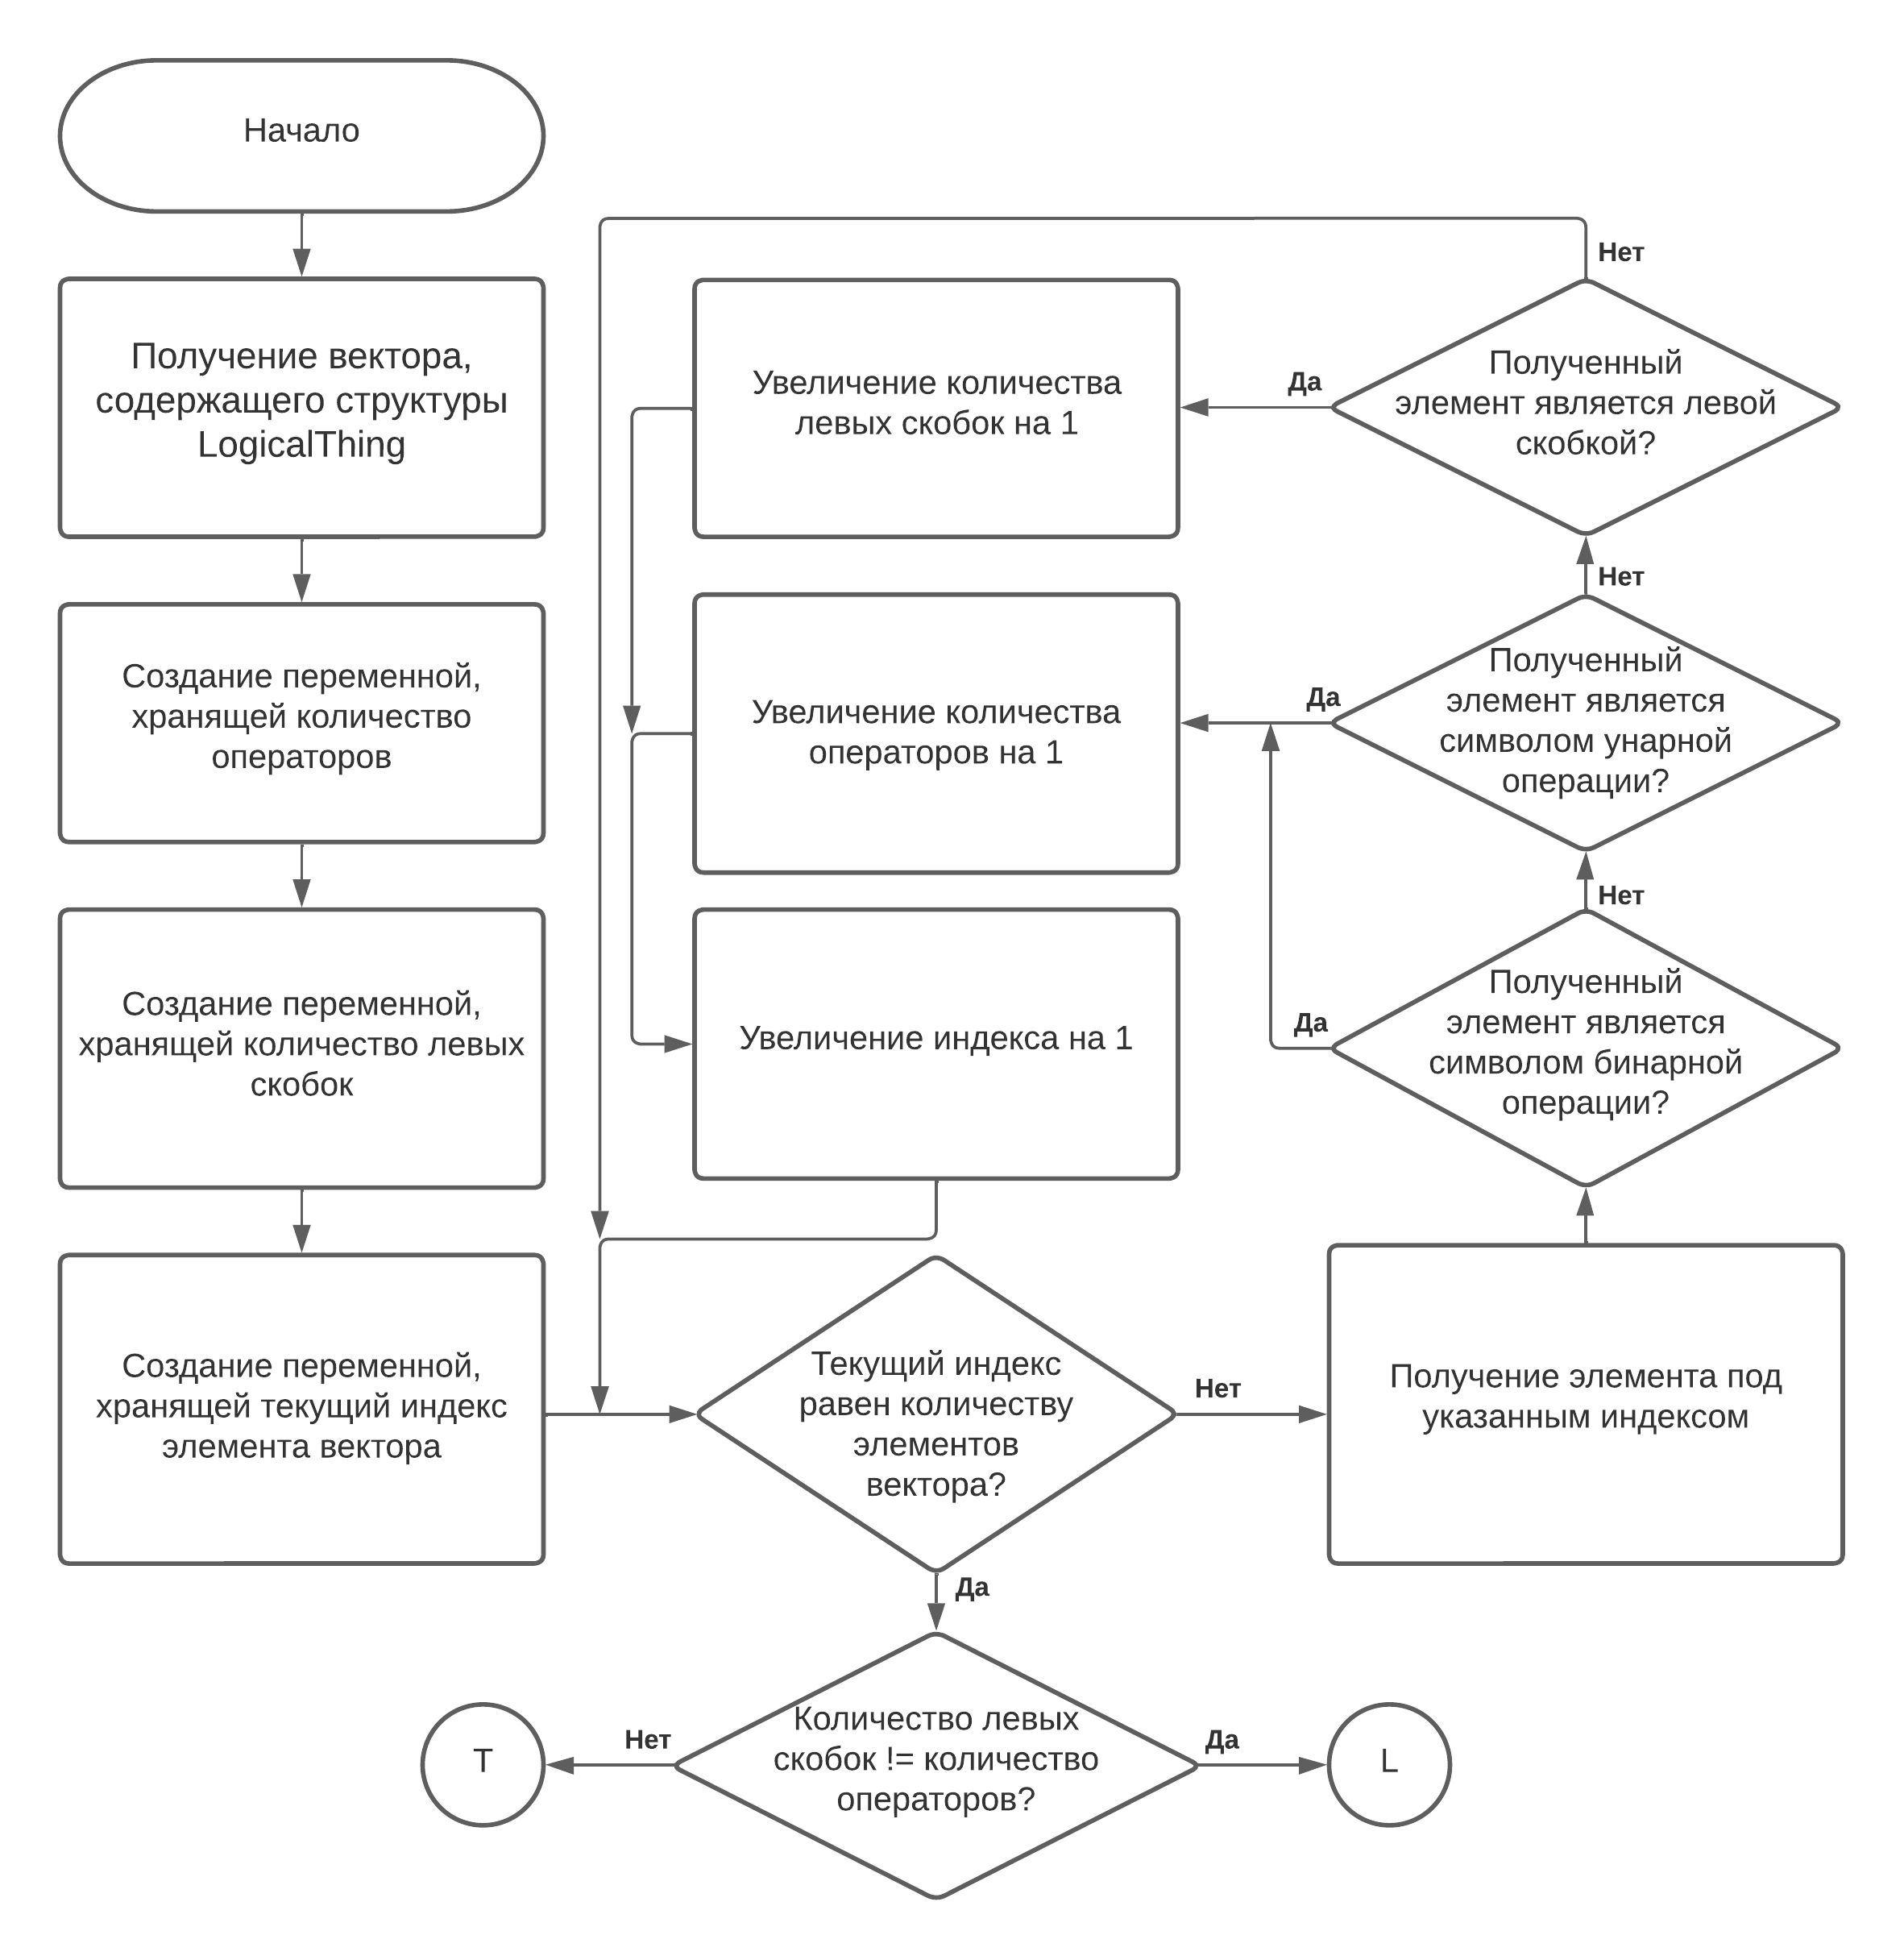 Начало
Получение вектора,
содержащего структуры
LogicalThing
Создание переменной,
хранящей количество
операторов
Создание переменной,
хранящей количество левых
скобок
Создание переменной,
хранящей текущий индекс
элемента вектора
Текущий индекс
равен количеству
элементов
вектора?
Нет
Да
Получение элемента под
указанным индексом
Полученный
элемент является
символом бинарной
операции?
Да
Нет
Полученный
элемент является
символом унарной
операции?
Да
Нет
Полученный
элемент является левой
скобкой?
Да
Нет
Увеличение количества
левых скобок на 1
Увеличение количества
операторов на 1
Увеличение индекса на 1
Количество левых
скобок != количество
операторов?
Нет
Да
T
L